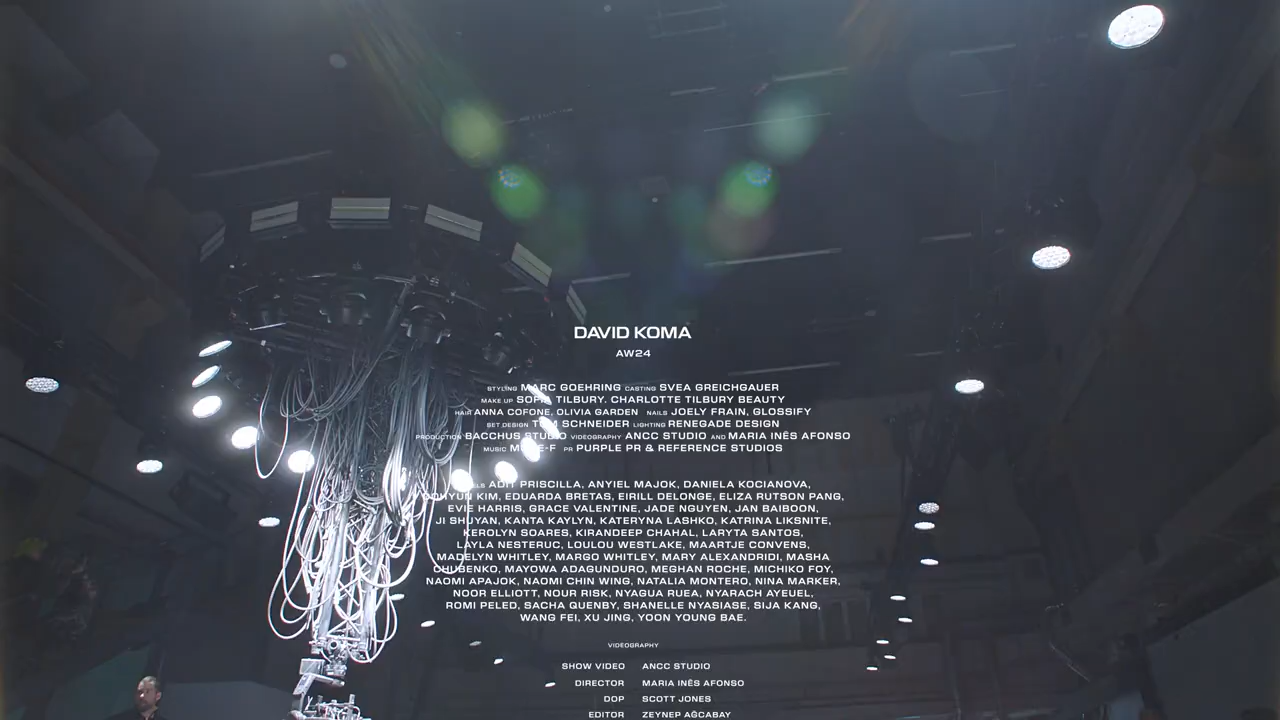 DAVID KOMA
AW24
STYLING MARC GOEHRING CASTING SVEA GREICHGAUER
MAKE UP SOFIA TILBURY. CHARLOTTE TILBURY BEAUTY
HAIR ANNA COFONE, OLIVIA GARDEN NAILS JOELY FRAIN, GLOSSIFY
SET DESIGN TOM SCHNEIDER LIGHTING RENEGADE DESIGN
PRODUCTION BACCHUS STUDIO VIDEOGRAPHY ANCC STUDIO AND MARIA INÊS AFONSO
MUSIC PR PURPLE PR & REFERENCE STUDIOS
ADIT PRISCILLA, ANYIEL MAJOK, DANIELA KOCIANOVA,
KIM, EDUARDA BRETAS, EIRILL DELONGE, ELIZA RUTSON PANG,
EVIE HARRIS, GRACE VALENTINE, JADE NGUYEN, JAN BAIBOON,
JI SHUYAN, KANTA KAYLYN, KATERYNA LASHKO, KATRINA LIKSNITE,
KEROLYN SOARES, KIRANDEEP CHAHAL, LARYTA SANTOS,
LAYLA NESTERUC, LOULOU WESTLAKE, MAARTJE CONVENS,
MADELYN WHITLEY, MARGO WHITLEY, MARY ALEXANDRIDI, MASHA
CHUBENKO, MAYOWA ADAGUNDURO, MEGHAN ROCHE, MICHIKO FOY,
NAOMI APAJOK, NAOMI CHIN WING, NATALIA MONTERO, NINA MARKER,
NOOR ELLIOTT, NOUR RISK, NYAGUA RUEA, NYARACH AYEUEL,
ROMI PELED, SACHA QUENBY, SHANELLE NYASIASE, SIJA KANG,
WANG FEI, XU JING, YOON YOUNG BAE.
VIDEOGRAPHY
SHOW VIDEO ANCC STUDIO
DIRECTOR MARIA INÊS AFONSO
DOP SCOTT JONES
EDITOR ZEYNEP AĞCABAY